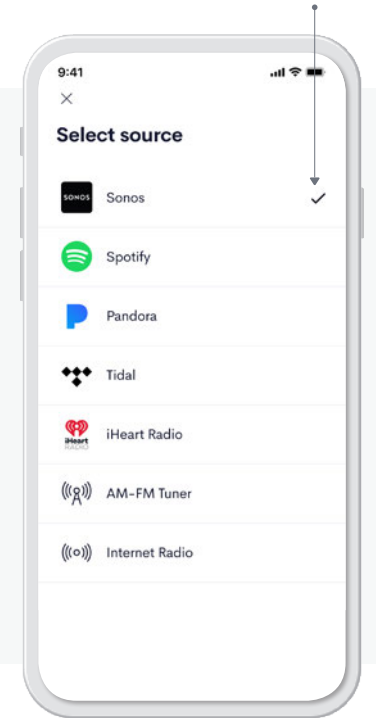 9:41
Select source
SONOS Sonos
Spotify
Pandora
Tidal
iHeart RADIO iHeart Radio
AM-FM Tuner
Internet Radio